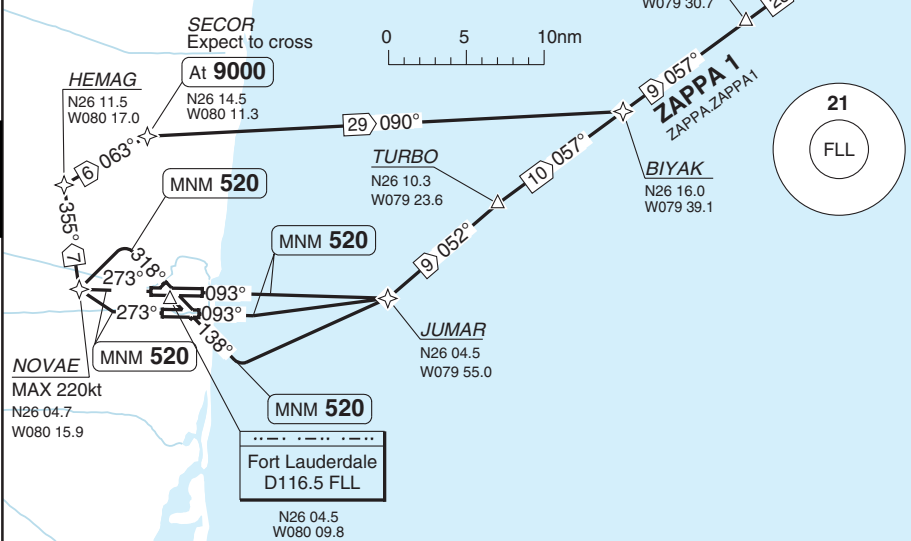 W079 30.7
SECOR
Expect to cross
At 9000
N26 14.5
W080 11.3
0 5 10nm
HEMAG
N26 11.5
W080 17.0
9 057°
ZAPPA 1
ZAPPA.ZAPPA1
21
FLL
29 090°
6 063°
TURBO
N26 10.3
W079 23.6
10 057°
BIYAK
N26 16.0
W079 39.1
MNM 520
355°
7
318°
MNM 520
9 052°
273°
093°
273°
093°
138°
JUMAR
N26 04.5
W079 55.0
MNM 520
NOVAE
MAX 220kt
N26 04.7
W080 15.9
MNM 520
Fort Lauderdale
D116.5 FLL
N26 04.5
W080 09.8